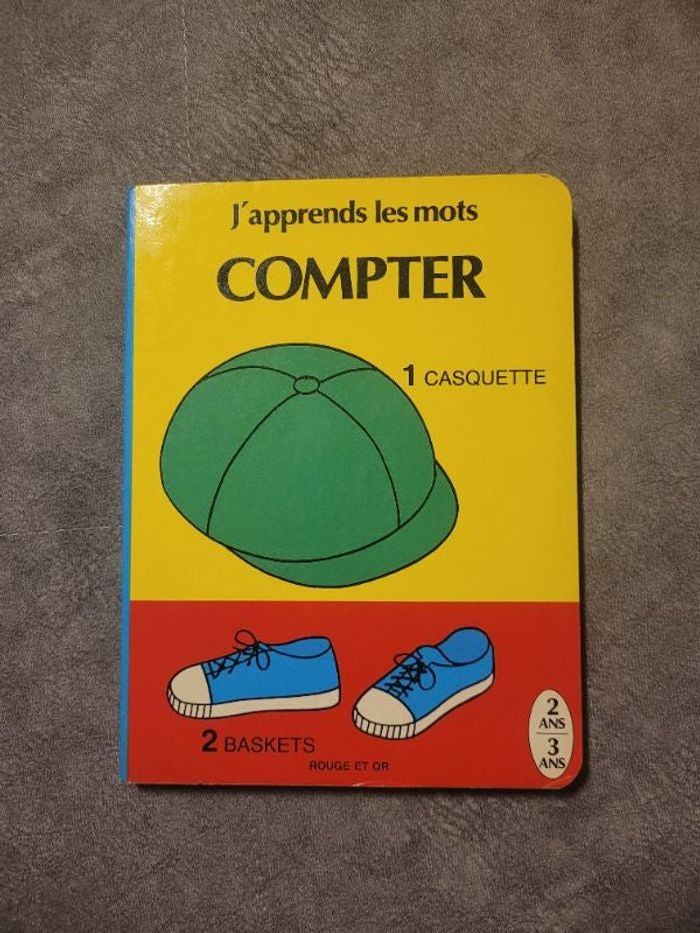 J'apprends les mots
COMPTER
1 CASQUETTE
2 BASKETS
ROUGE ET OR
2
ANS
3
ANS